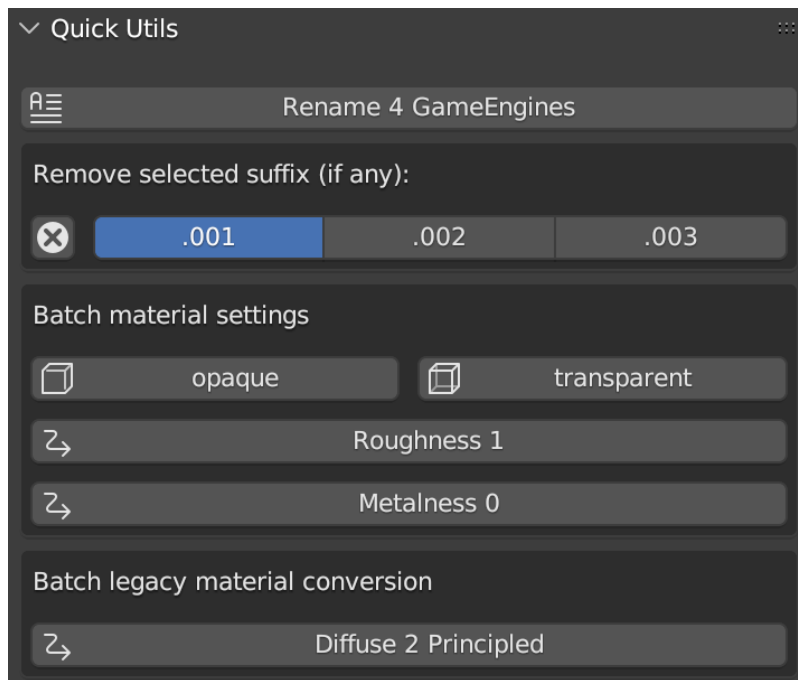 Quick Utils
Rename 4 GameEngines
Remove selected suffix (if any):
.001 .002 .003
Batch material settings
opaque transparent
Roughness 1
Metalness 0
Batch legacy material conversion
Diffuse 2 Principled